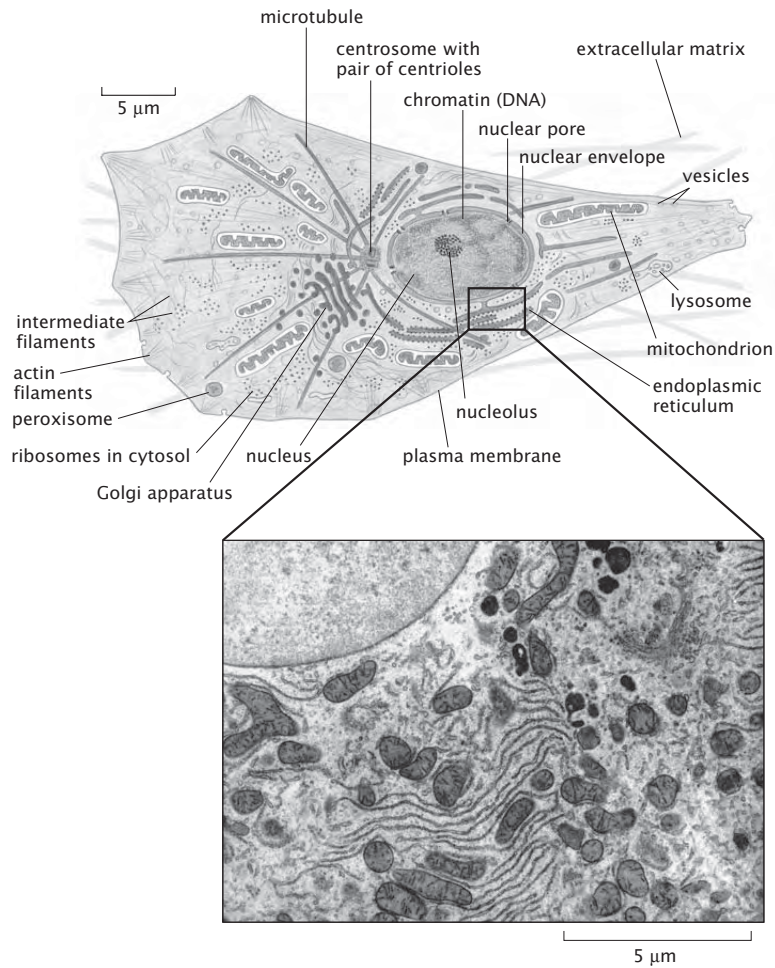 microtubule
centrosome with
pair of centrioles
extracellular matrix
5 μm
chromatin (DNA)
nuclear pore
nuclear envelope
vesicles
lysosome
intermediate
filaments
mitochondrion
actin
filaments
endoplasmic
reticulum
peroxisome
nucleolus
ribosomes in cytosol
nucleus
plasma membrane
Golgi apparatus
5 μm